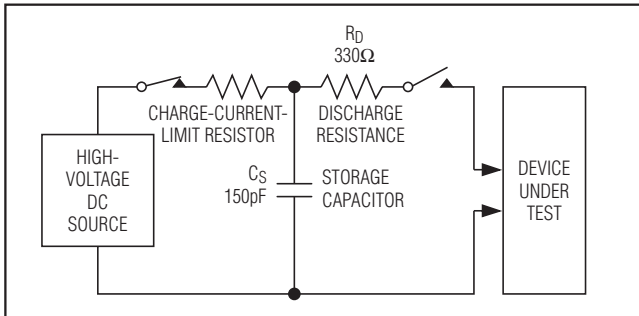 R_D
330Ω
CHARGE-CURRENT-
LIMIT RESISTOR
DISCHARGE
RESISTANCE
HIGH-
VOLTAGE
DC
SOURCE
C_S
150pF
STORAGE
CAPACITOR
DEVICE
UNDER
TEST